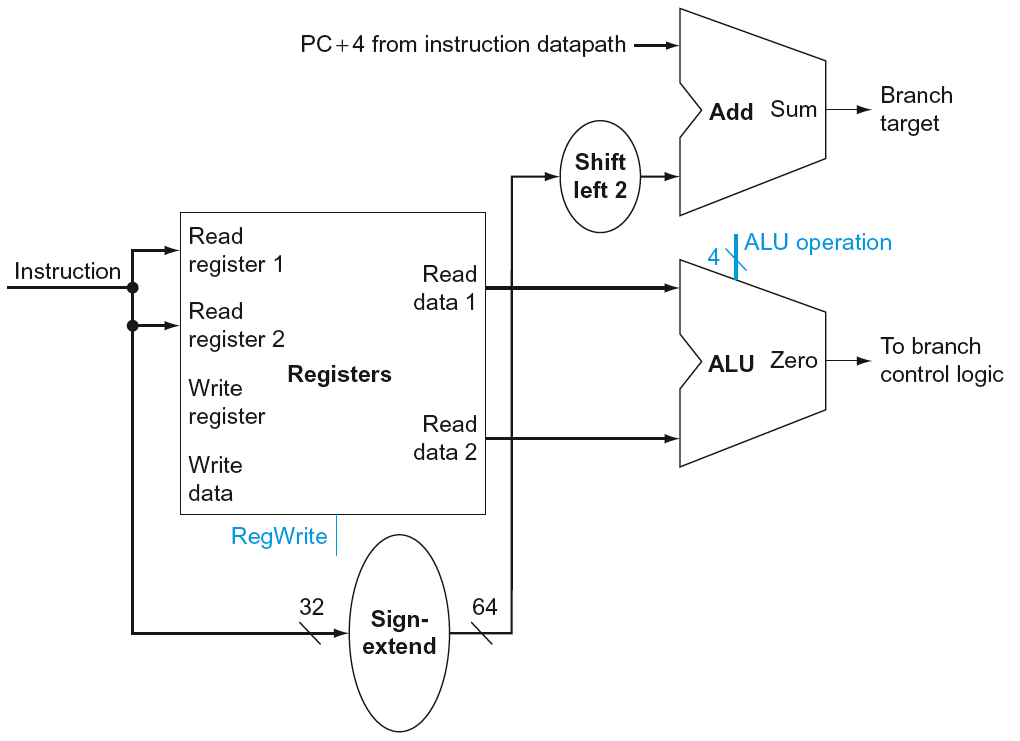 PC+4 from instruction datapath
Add Sum
Branch
target
Shift
left 2
Instruction
Read
register 1
Read
register 2
Write
register
Write
data
Registers
Read
data 1
Read
data 2
RegWrite
4
ALU operation
ALU Zero
To branch
control logic
32
Sign-
extend
64